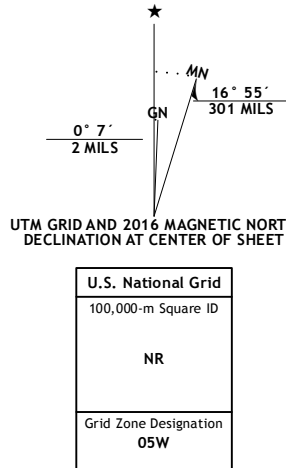 ★
MN
GN
16° 55´
301 MILS
0° 7´
2 MILS
UTM GRID AND 2016 MAGNETIC NORT
DECLINATION AT CENTER OF SHEET
U.S. National Grid
100,000-m Square ID
NR
Grid Zone Designation
05W